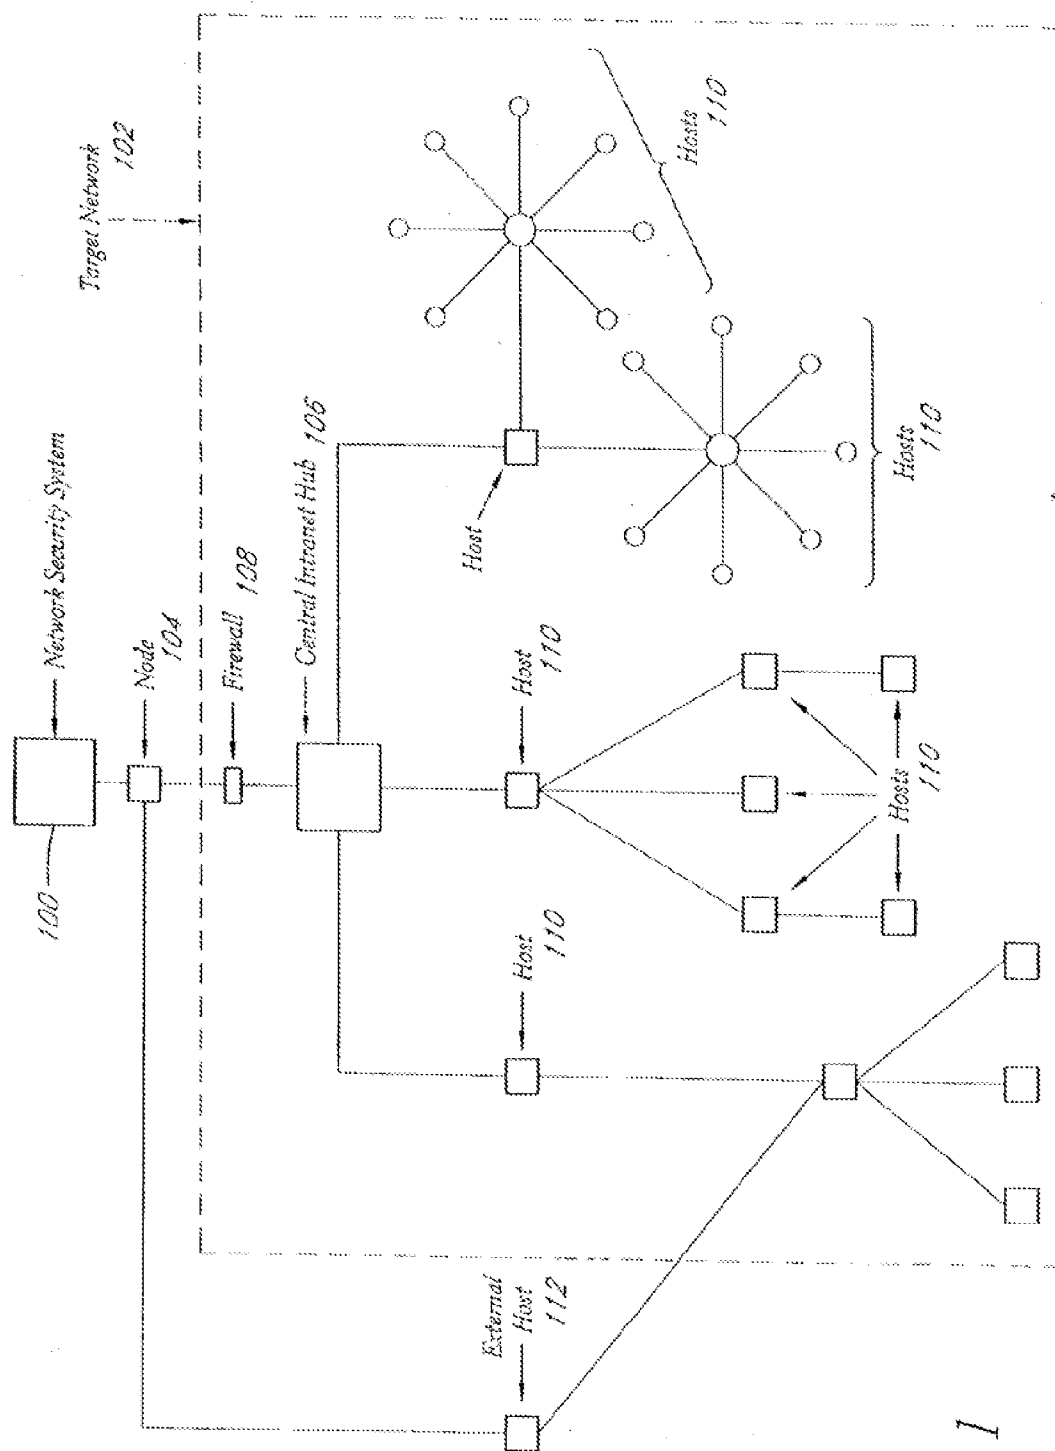 Network Security System
100
Node
104
Target Network
102
Firewall 108
Central Intranet Hub 106
Host
110
Host
110
Host
External
Host
112
Hosts
110
Hosts
110
Hosts
110
1